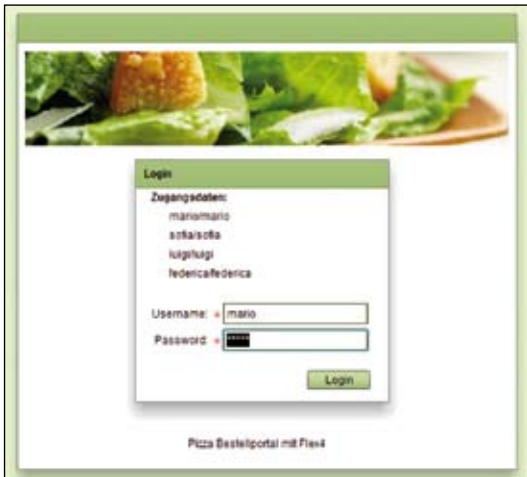 Login
Zugangsdaten:
mario/mario
sofia/sofia
luigi/luigi
federica/federica
Username: * mario
Password: * *****
Login
Pizza Bestellportal mit Flex4